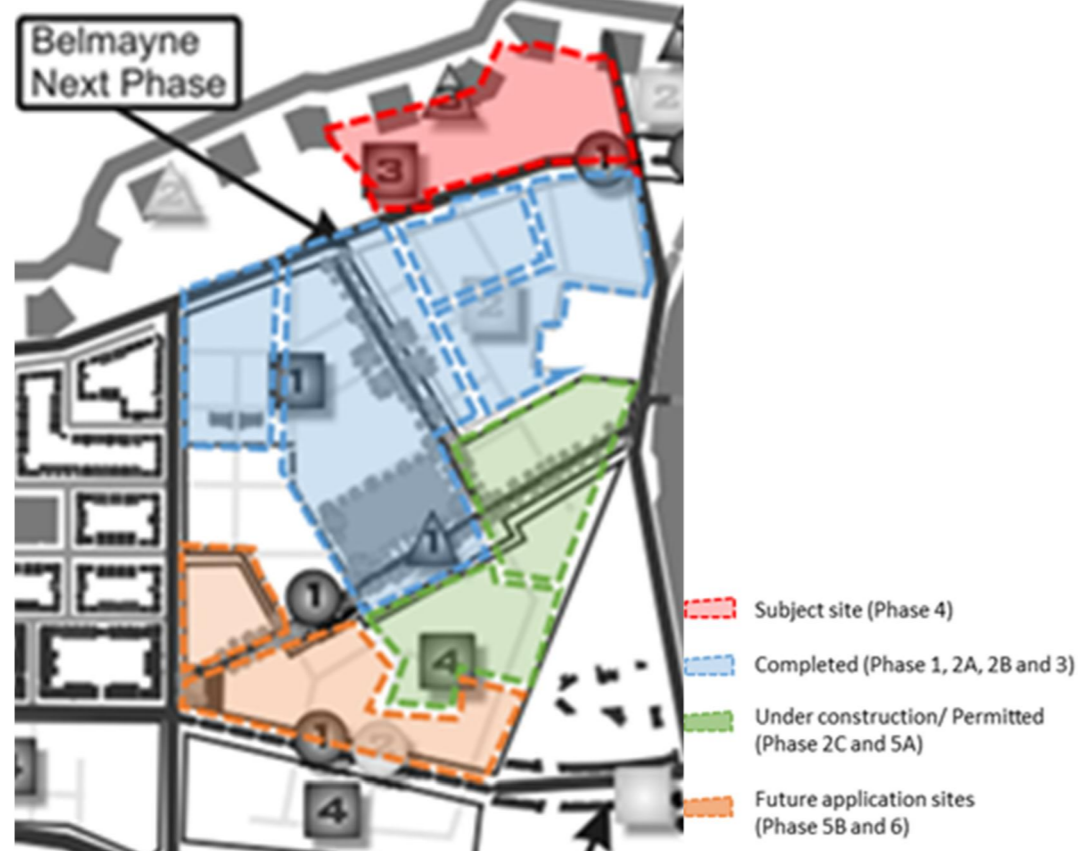 Belmayne
Next Phase
2
3
3
1
2
2
1
1
1
4
1
2
4
Subject site (Phase 4)
Completed (Phase 1, 2A, 2B and 3)
Under construction/ Permitted
(Phase 2C and 5A)
Future application sites
(Phase 5B and 6)